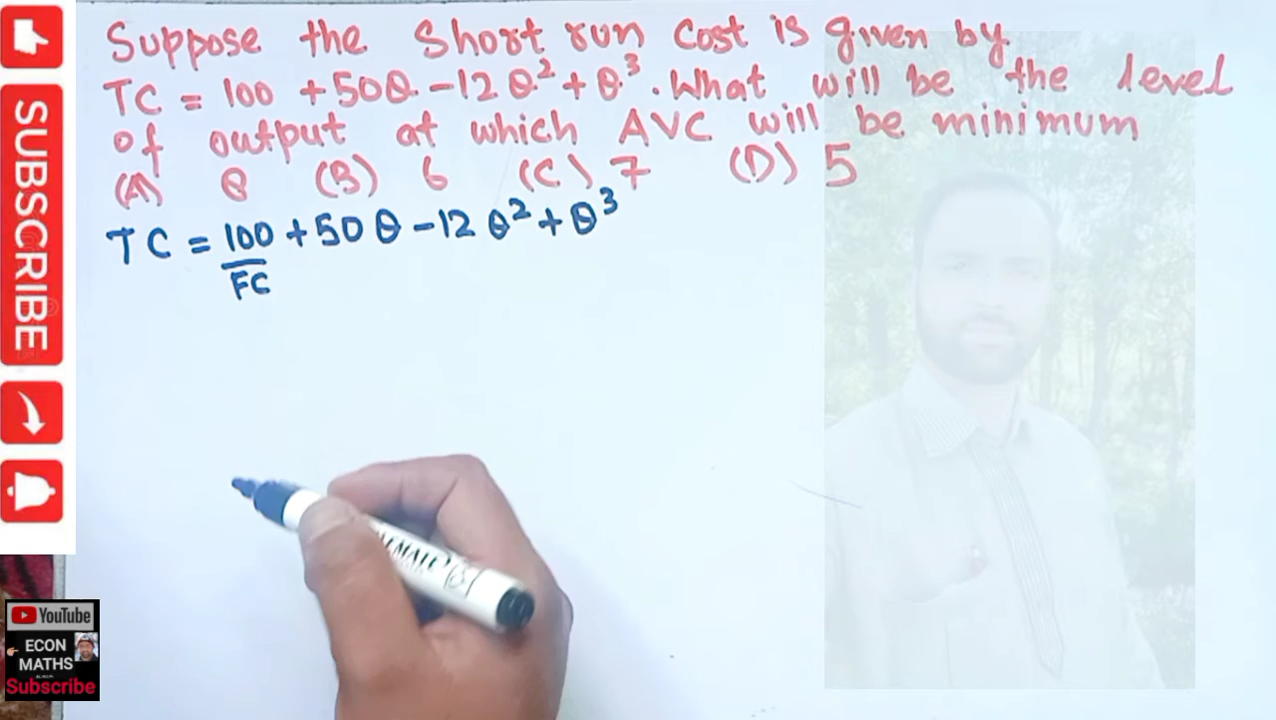 Suppose the Short run Cost is given by
TC = 100 + 50Q - 12Q² + Q³. What will be the level
of output at which AVC will be minimum
(A) 8 (B) 6 (C) 7 (D) 5
TC = 100 + 50Q - 12Q² + Q³
FC
SUBSCRIBE
YouTube
ECON
MATHS
Subscribe